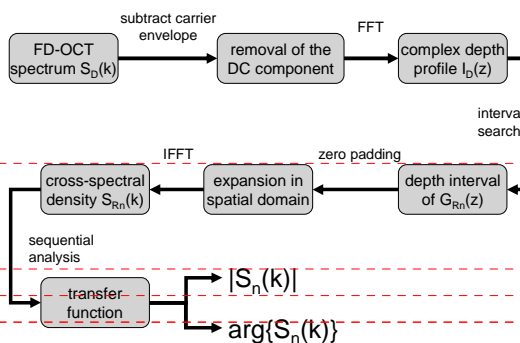 subtract carrier
envelope
FFT
FD-OCT
spectrum S_D(k)
removal of the
DC component
complex depth
profile I_D(z)
search
IFFT
zero padding
cross-spectral
density S_Rn(k)
expansion in
spatial domain
depth interval
of G_Rn(z)
sequential
analysis
transfer
function
|S_n(k)|
arg{S_n(k)}